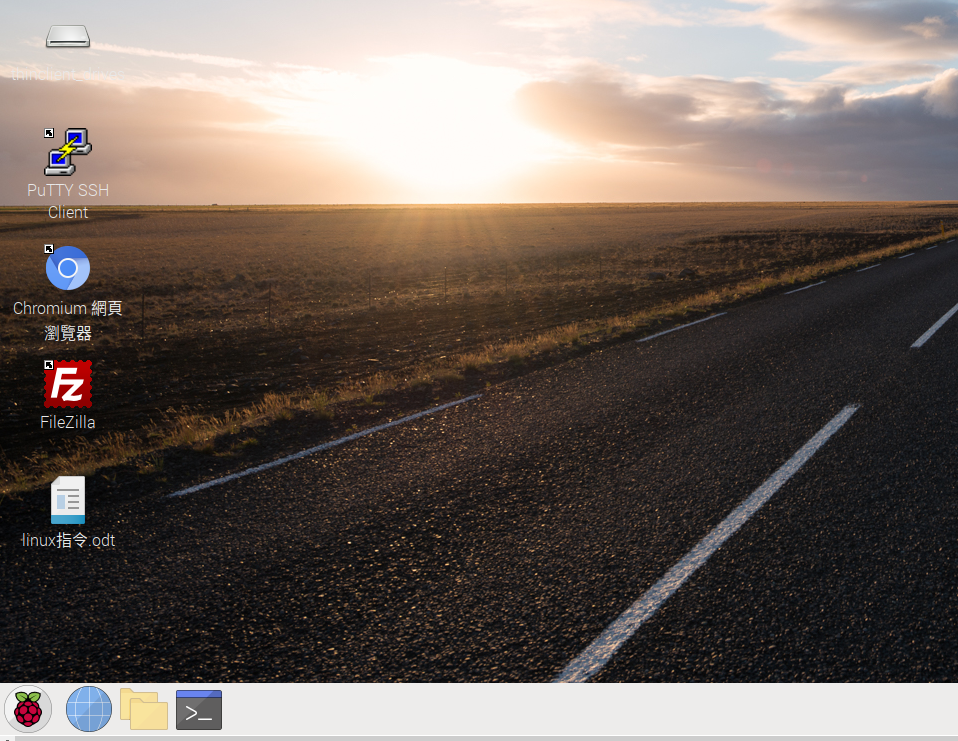 PuTTY SSH
Client
Chromium 網頁
瀏覽器
FileZilla
linux指令.odt
>_